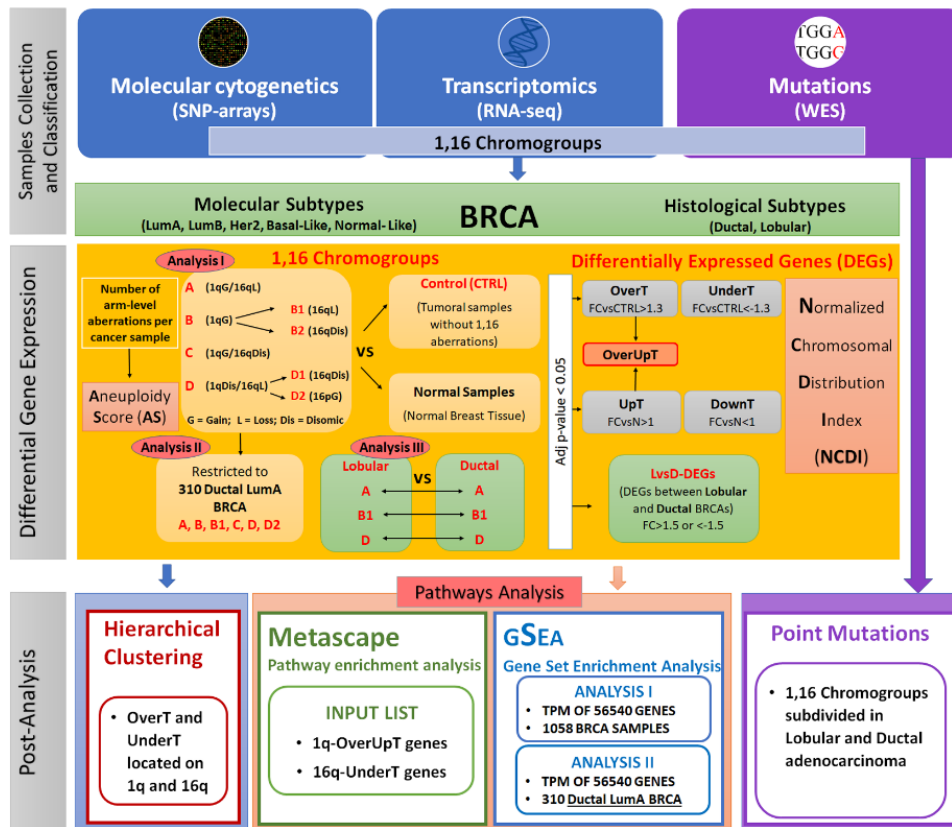 Samples Collection
and Classification
Molecular cytogenetics
(SNP-arrays)
Transcriptomics
(RNA-seq)
TGGA
TGGG
Mutations
(WES)
1,16 Chromogroups
Molecular Subtypes
(LumA, LumB, Her2, Basal-Like, Normal- Like)
BRCA
Histological Subtypes
(Ductal, Lobular)
Differential Gene Expression
Analysis I
1,16 Chromogroups
Number of
arm-level
aberrations per
cancer sample
Aneuploidy
Score (AS)
A (1qG/16qL)
B (1qG)
B1 (16qL)
B2 (16qDis)
C (1qG/16qDis)
D (1qDis/16qL)
D1 (16qDis)
D2 (16pG)
G = Gain; L = Loss; Dis = Disomic
VS
Control (CTRL)
(Tumoral samples
without 1,16
aberrations)
Normal Samples
(Normal Breast Tissue)
Analysis II
Restricted to
310 Ductal LumA
BRCA
A, B, B1, C, D, D2
Analysis III
Lobular
VS
Ductal
A
A
B1
B1
D
D
Differentially Expressed Genes (DEGs)
Adj p-value < 0.05
OverT
FCvsCTRL>1.3
UnderT
FCvsCTRL<-1.3
OverUpT
UpT
FCvsN>1
DownT
FCvsN<1
LvsD-DEGs
(DEGs between Lobular
and Ductal BRCAs)
FC>1.5 or <-1.5
Normalized
Chromosomal
Distribution
Index
(NCDI)
Post-Analysis
Pathways Analysis
Hierarchical
Clustering
• OverT and
UnderT
located on
1q and 16q
Metascape
Pathway enrichment analysis
INPUT LIST
• 1q-OverUpT genes
• 16q-UnderT genes
GSEA
Gene Set Enrichment Analysis
ANALYSIS I
• TPM OF 56540 GENES
• 1058 BRCA SAMPLES
ANALYSIS II
• TPM OF 56540 GENES
• 310 Ductal LumA BRCA
Point Mutations
• 1,16 Chromogroups
subdivided in
Lobular and Ductal
adenocarcinoma